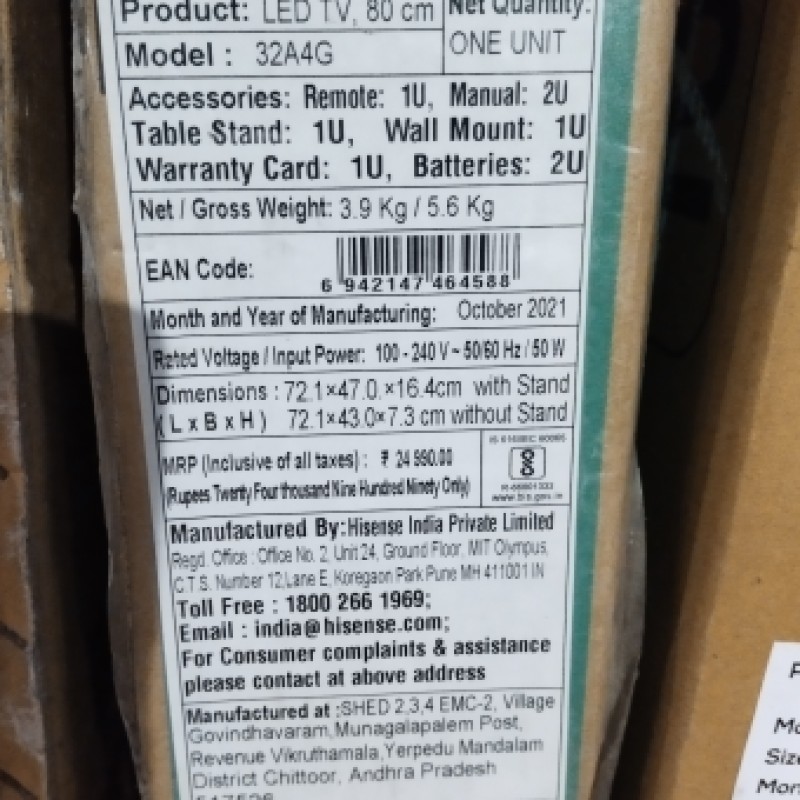 Product: LED TV, 80 cm
Net Quantity:
ONE UNIT
Model : 32A4G
Accessories: Remote: 1U, Manual: 2U
Table Stand: 1U, Wall Mount: 1U
Warranty Card: 1U, Batteries: 2U
Net / Gross Weight: 3.9 Kg / 5.6 Kg
EAN Code:
6 942147 464588
Month and Year of Manufacturing: October 2021
Rated Voltage / Input Power: 100 - 240 V ~ 50/60 Hz / 50 W
Dimensions : 72.1×47.0.×16.4cm with Stand
( L x B x H ) 72.1×43.0×7.3 cm without Stand
MRP (Inclusive of all taxes) : ₹ 24 990.00
(Rupees Twenty Four thousand Nine Hundred Ninety Only)
www.bis.gov.in
Manufactured By:Hisense India Private Limited
Regd. Office : Office No. 2, Unit 24, Ground Floor, MIT Olympus,
C.T.S. Number 12,Lane E, Koregaon Park Pune MH 411001 IN
Toll Free : 1800 266 1969;
Email : india@hisense.com;
For Consumer complaints & assistance
please contact at above address
Manufactured at :SHED 2,3,4 EMC-2, Village
Govindhavaram,Munagalapalem Post,
Revenue Vikruthamala,Yerpedu Mandalam
District Chittoor, Andhra Pradesh